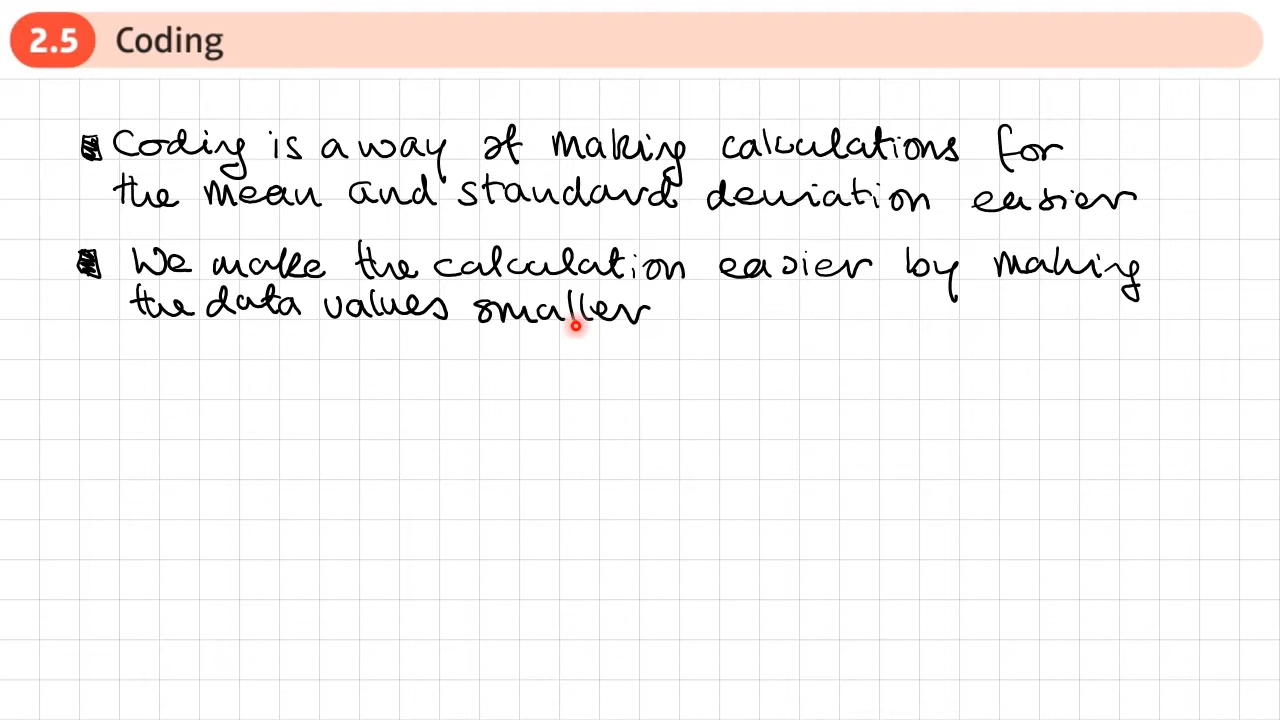 2.5 Coding
Coding is a way of making calculations for
the mean and standard deviation easier
We make the calculation easier by making
the data values smaller